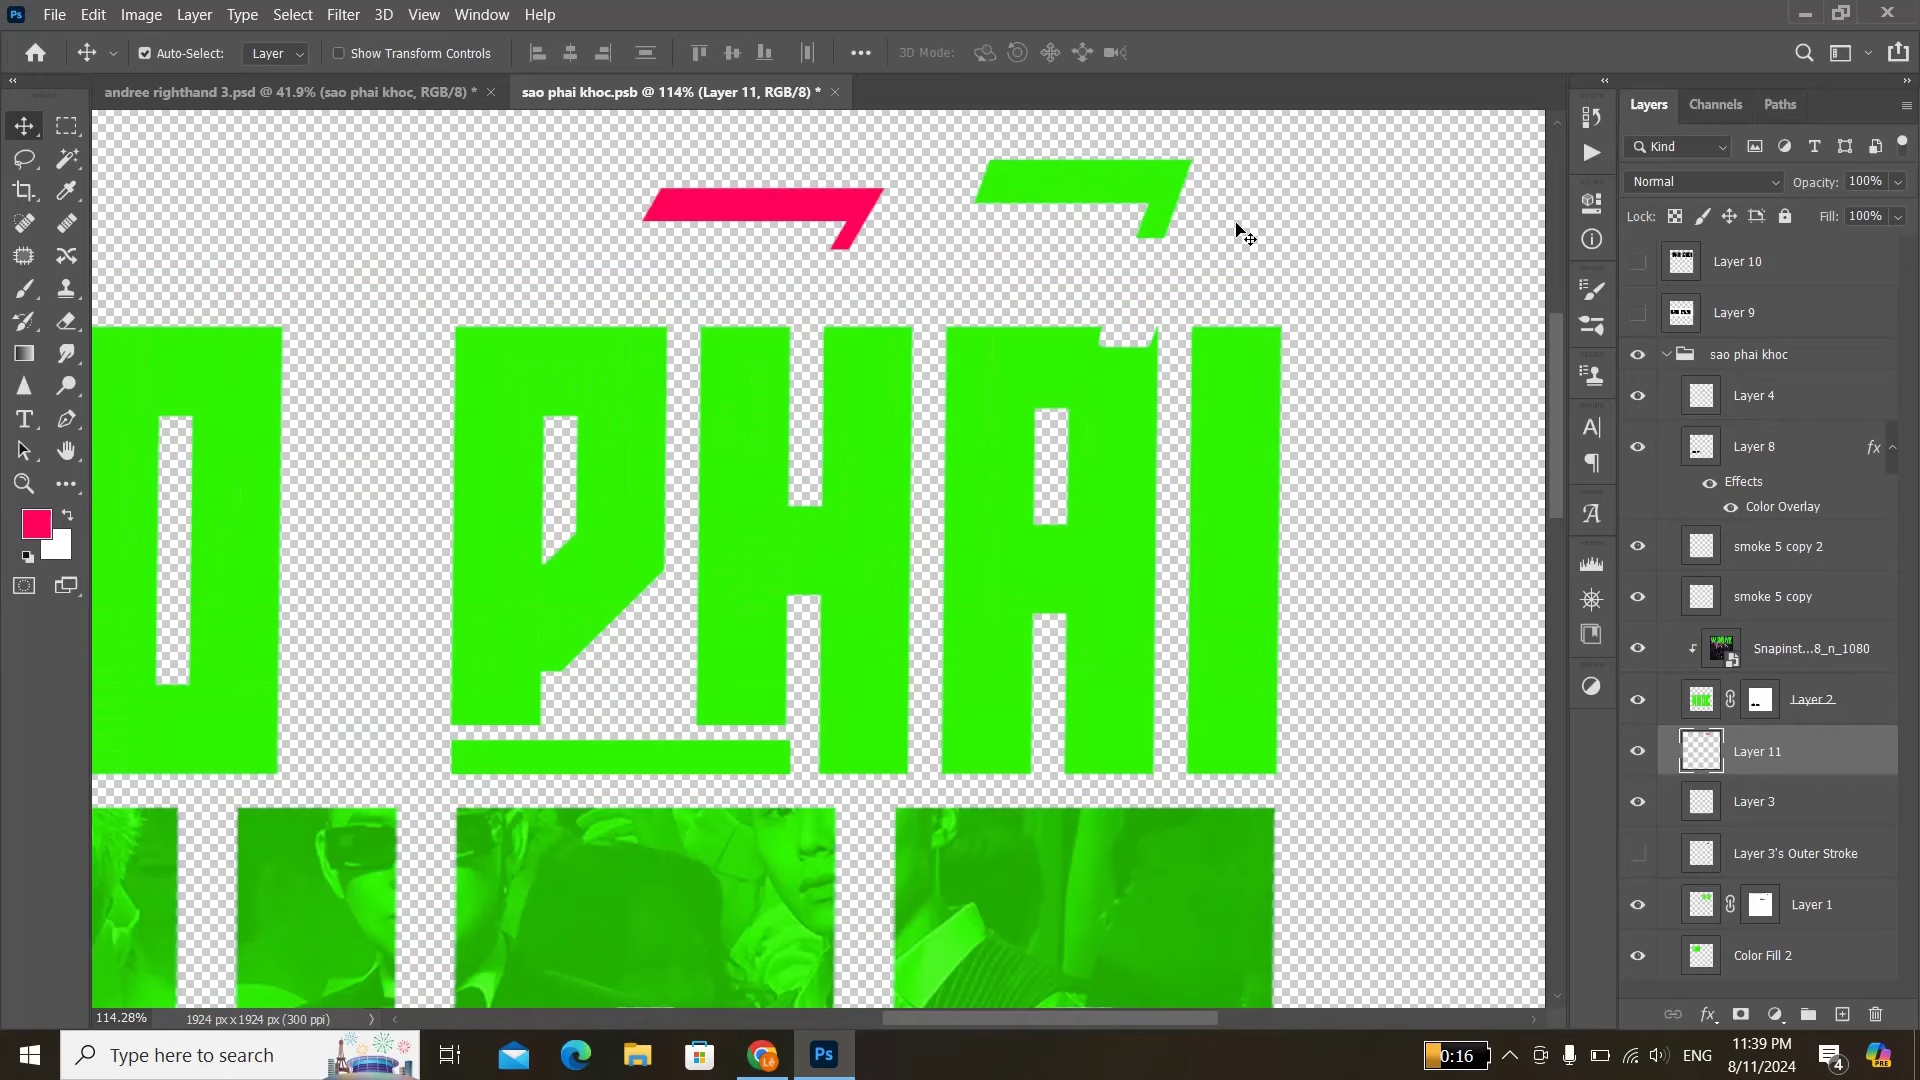 File Edit Image Layer Type Select Filter 3D View Window Help
Auto-Select: Layer Show Transform Controls 3D Mode:
andree righthand 3.psd @ 41.9% (sao phai khoc, RGB/8) *
sao phai khoc.psb @ 114% (Layer 11, RGB/8) *
Layers Channels Paths
Kind
Normal Opacity: 100%
Lock: Fill: 100%
Layer 10
Layer 9
sao phai khoc
Layer 4
Layer 8 fx
Effects
Color Overlay
smoke 5 copy 2
smoke 5 copy
Snapinst...8_n_1080
Layer 2
Layer 11
Layer 3
Layer 3's Outer Stroke
Layer 1
Color Fill 2
PHAI
114.28% 1924 px x 1924 px (300 ppi)
Type here to search
0:16
ENG
11:39 PM
8/11/2024
4